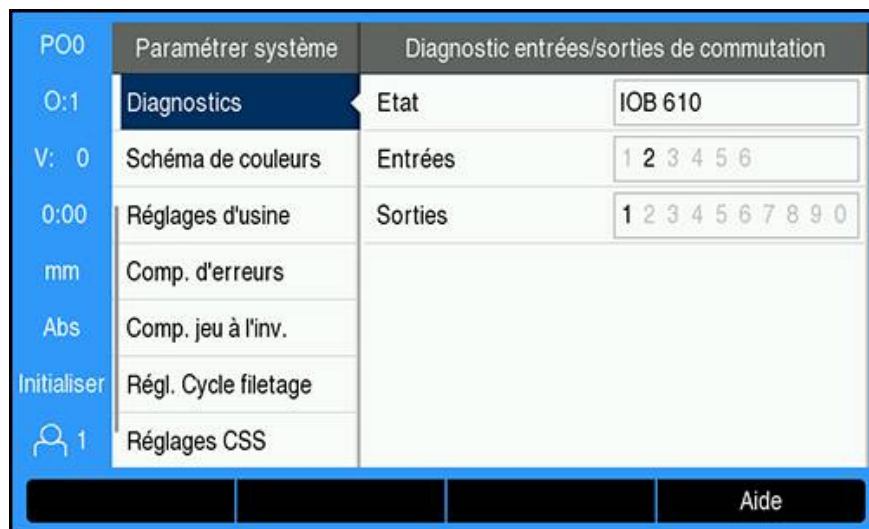 PO0
Paramétrer système
Diagnostic entrées/sorties de commutation
O:1
Diagnostics
Etat
IOB 610
V: 0
Schéma de couleurs
Entrées
1 2 3 4 5 6
0:00
Réglages d'usine
Sorties
1 2 3 4 5 6 7 8 9 0
mm
Comp. d'erreurs
Abs
Comp. jeu à l'inv.
Initialiser
Régl. Cycle filetage
1
Réglages CSS
Aide